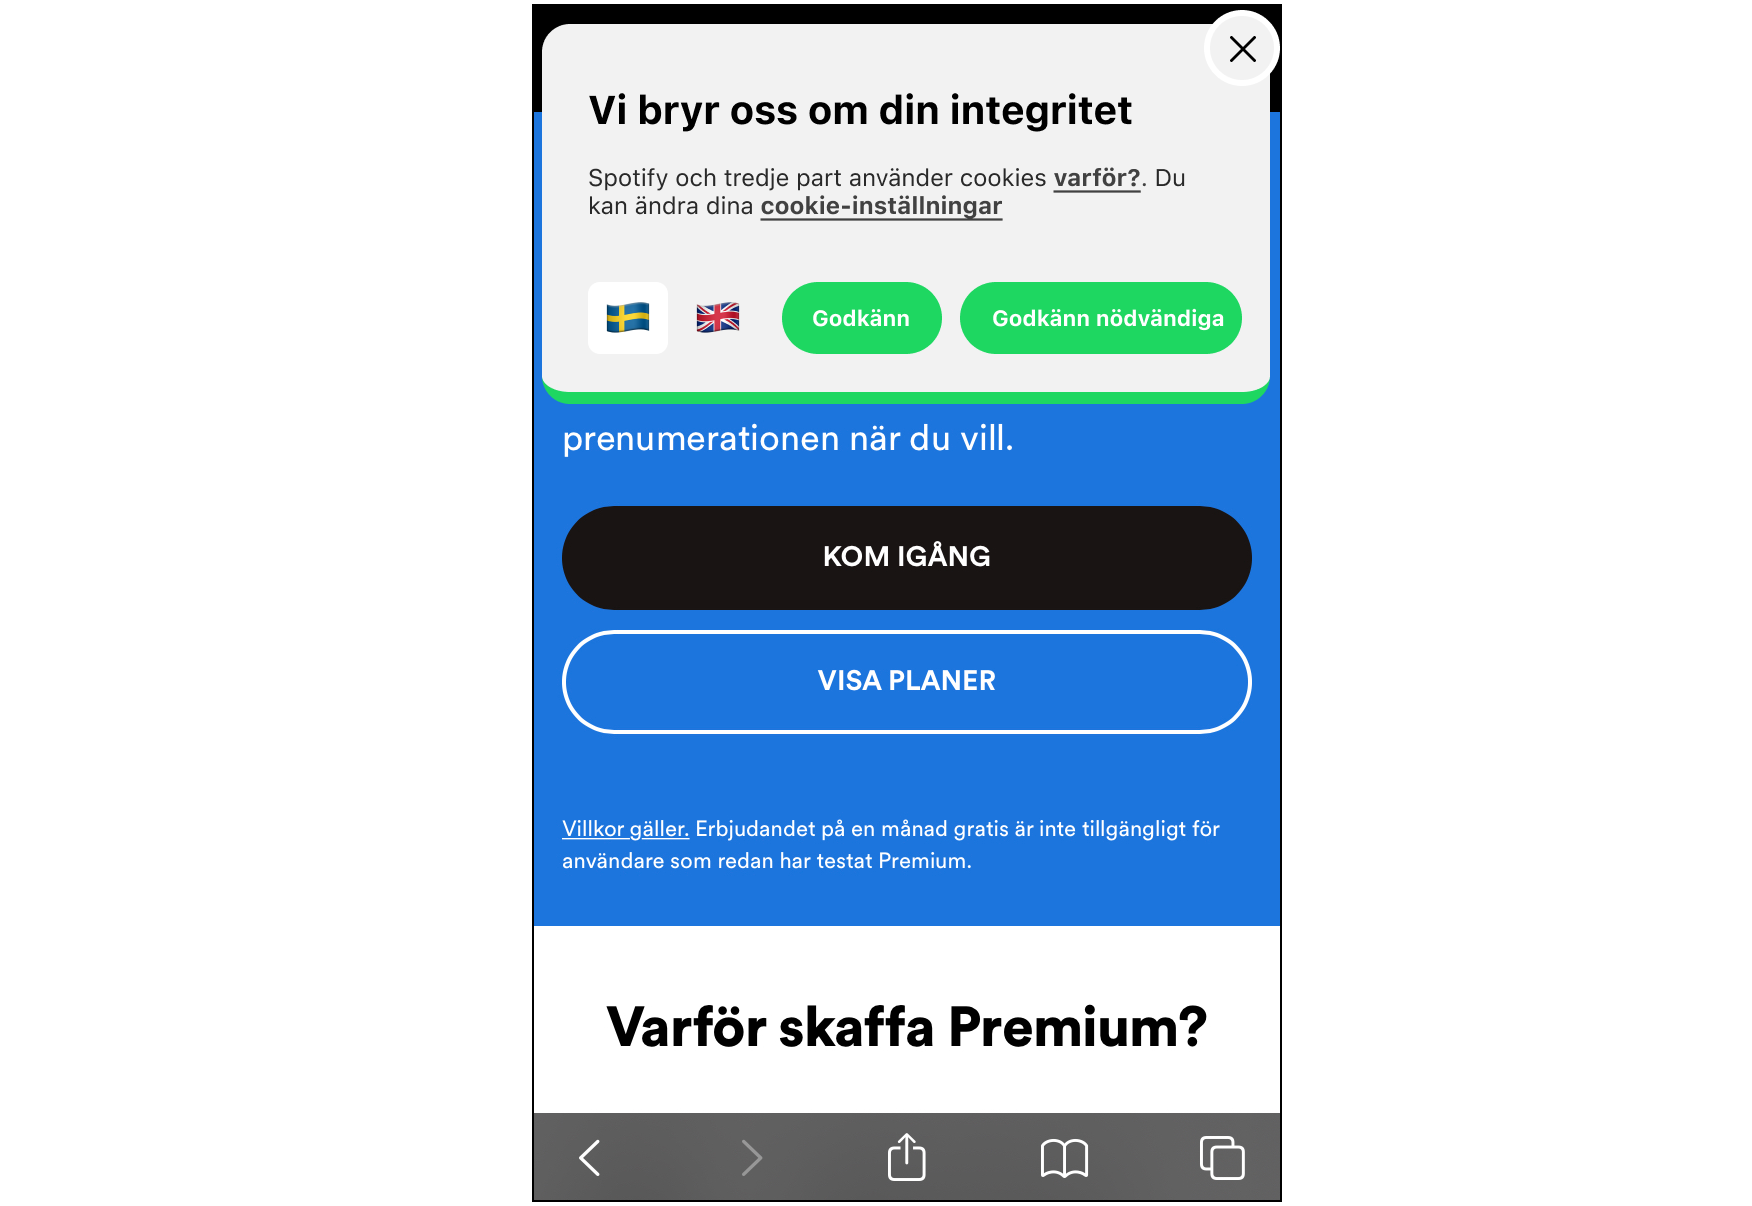 Vi bryr oss om din integritet
Spotify och tredje part använder cookies varför?. Du
kan ändra dina cookie-inställningar
Godkänn
Godkänn nödvändiga
prenumerationen när du vill.
KOM IGÅNG
VISA PLANER
Villkor gäller. Erbjudandet på en månad gratis är inte tillgängligt för
användare som redan har testat Premium.
Varför skaffa Premium?